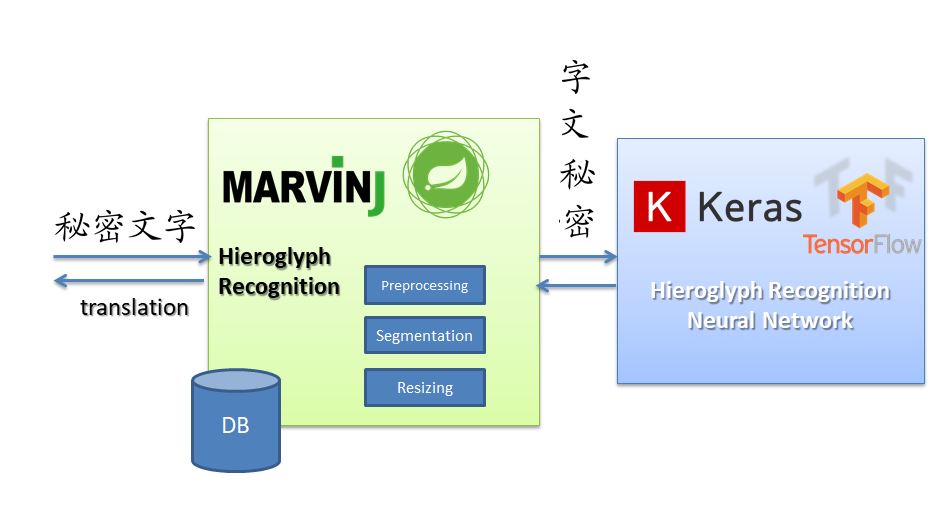 秘密文字
translation
MARVINJ
Hieroglyph
Recognition
Preprocessing
Segmentation
Resizing
DB
字
文
秘
密
K Keras
TensorFlow
Hieroglyph Recognition
Neural Network